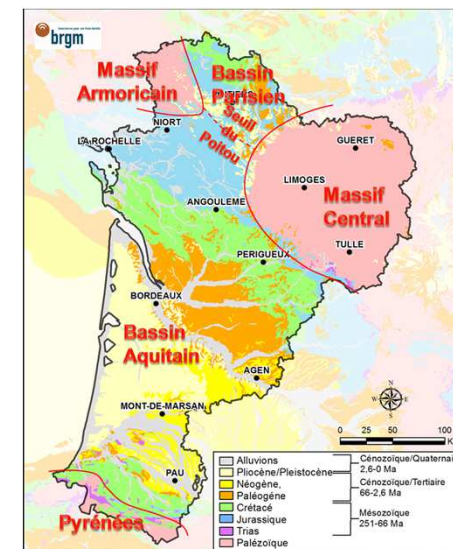 brgm
Massif
Armoricain
Bassin
Parisien
Seuil
du
Poitou
NIORT
LA ROCHELLE
GUERET
LIMOGES
Massif
Central
ANGOULEME
TULLE
PERIGUEUX
BORDEAUX
Bassin
Aquitain
AGEN
MONT-DE-MARSAN
PAU
Pyrénées
N
W
E
S
0 25 50 100
Alluvions
Pliocène/Pleistocène
Néogène,
Paléogène
Crétacé
Jurassique
Trias
Palézoïque
Cénozoïque/Quaternai
2,6-0 Ma
Cénozoïque/Tertiaire
66-2,6 Ma
Mésozoïque
251-66 Ma